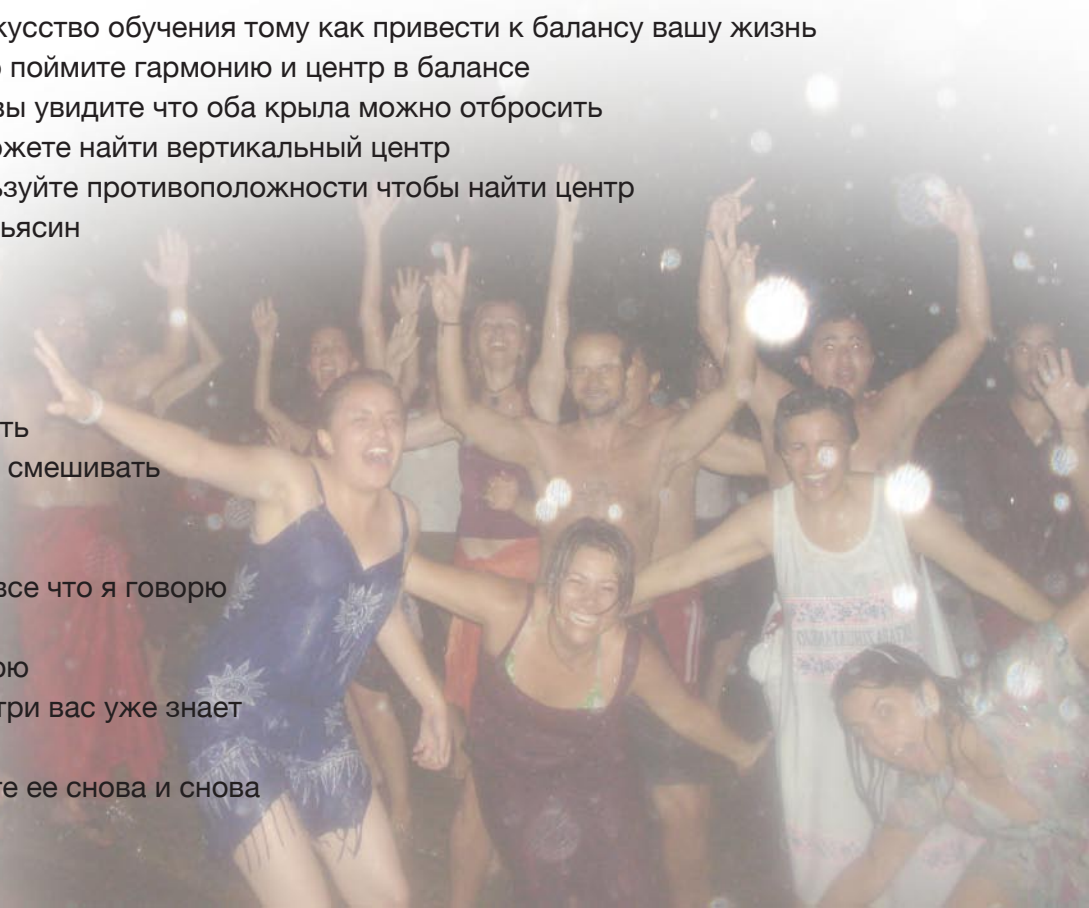 кусство обучения тому как привести к балансу вашу жизнь
поймите гармонию и центр в балансе
вы увидите что оба крыла можно отбросить
жете найти вертикальный центр
ьзуйте противоположности чтобы найти центр
ьясин
ть
смешивать
все что я говорю
рю
три вас уже знает
те ее снова и снова